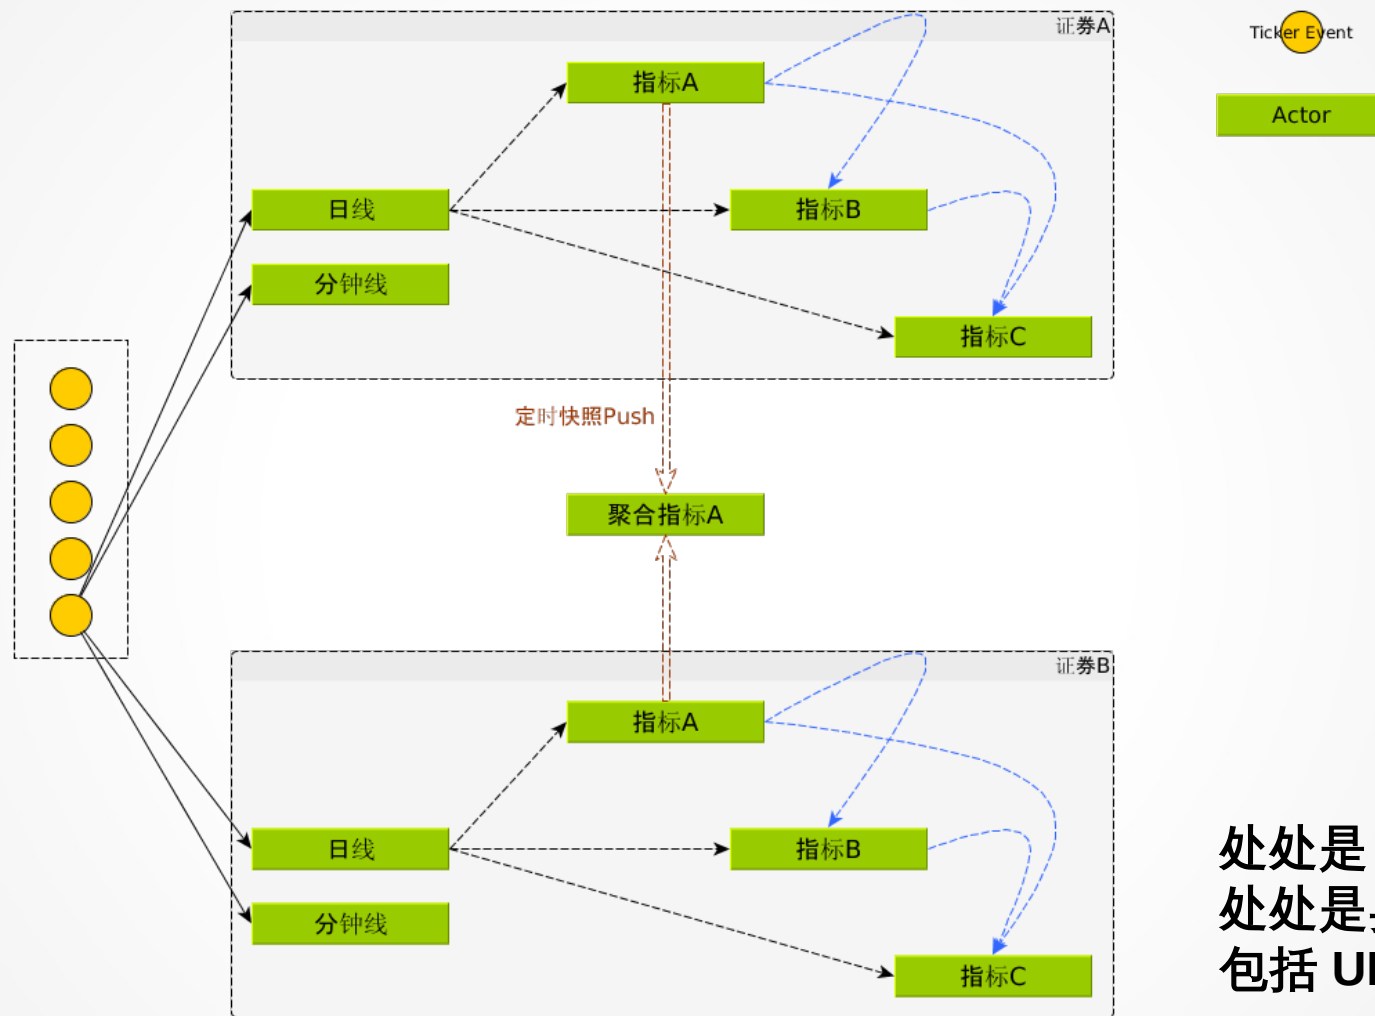 证券A
Ticker Event
指标A
Actor
日线
指标B
分钟线
指标C
定时快照Push
聚合指标A
证券B
指标A
日线
指标B
分钟线
指标C
处处是
处处是
包括